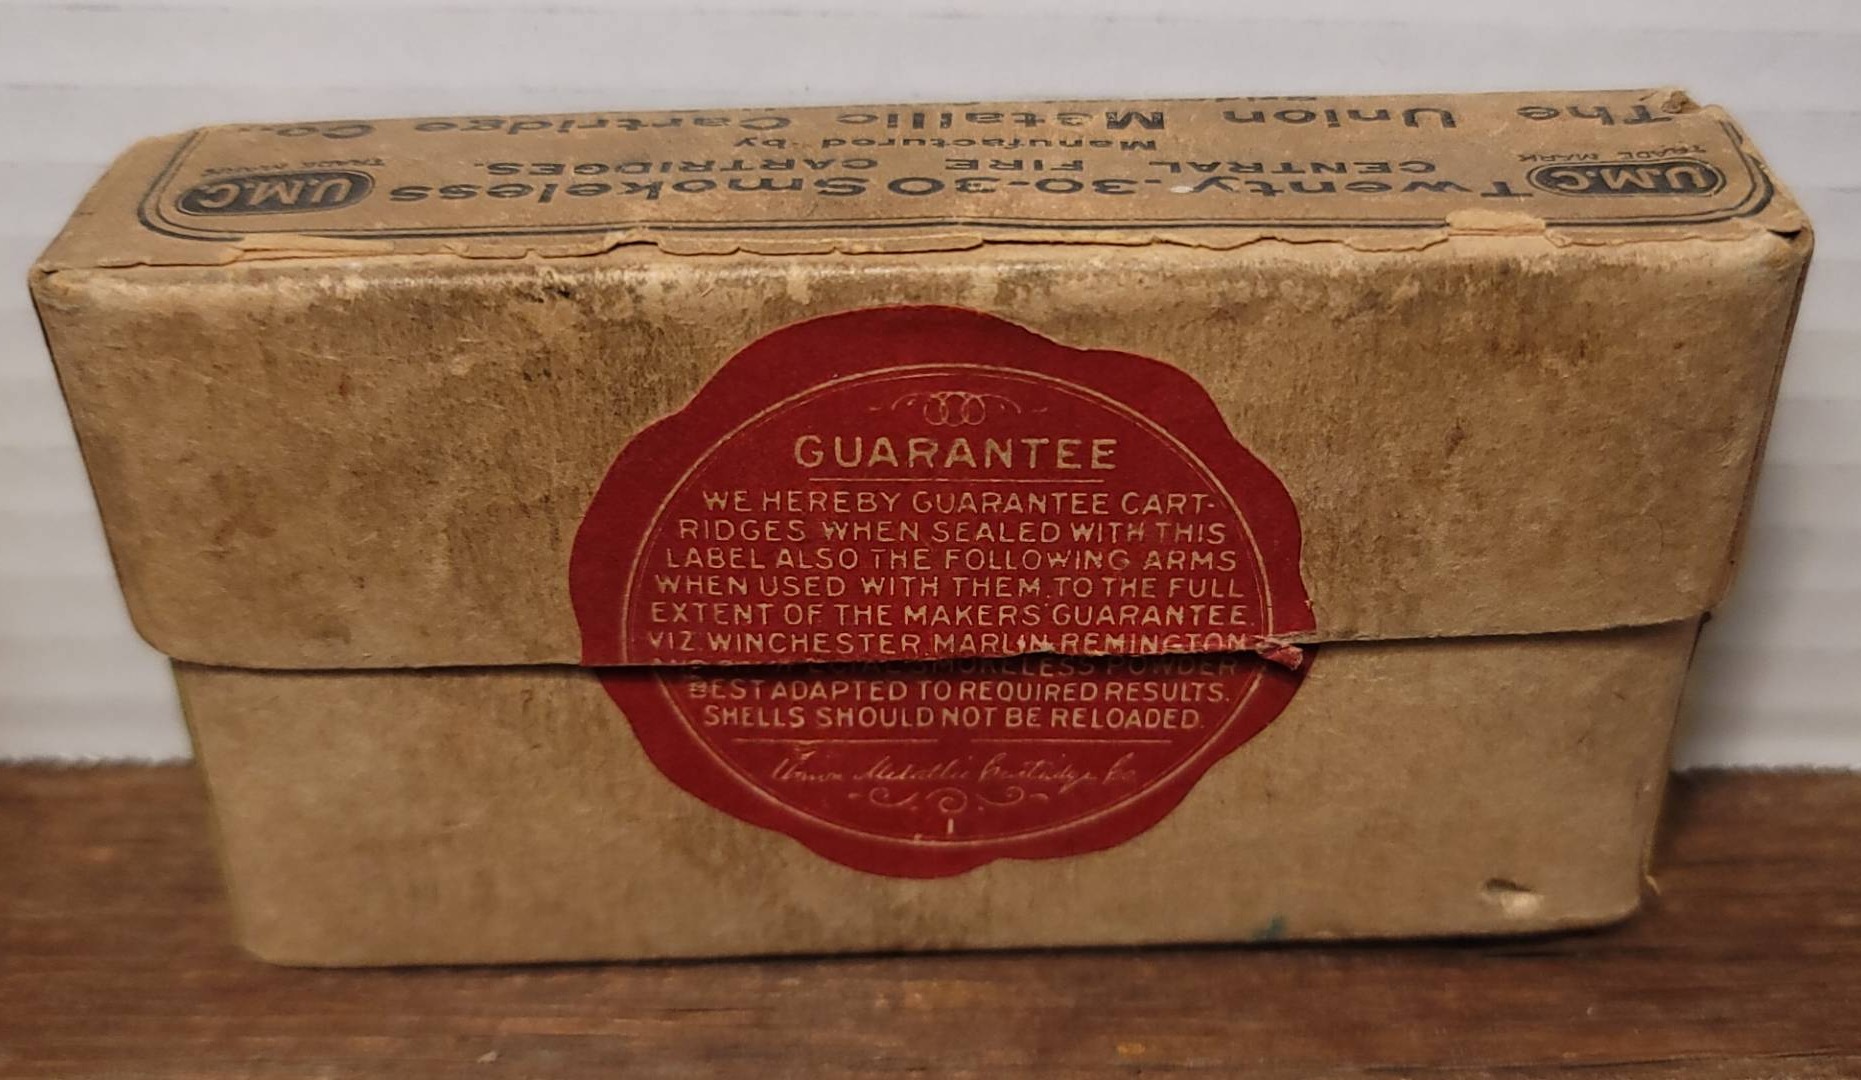 The Union Metallic Cartridge Co.,
Manufactured by
CENTRAL FIRE CARTRIDGES.
Twenty .30-30 Smokeless
TRADE MARK
U.M.C.
TRADE MARK
U.M.C.
GUARANTEE
WE HEREBY GUARANTEE CART-
RIDGES WHEN SEALED WITH THIS
LABEL ALSO THE FOLLOWING ARMS
WHEN USED WITH THEM TO THE FULL
EXTENT OF THE MAKERS' GUARANTEE.
VIZ. WINCHESTER, MARLIN, REMINGTON
SMOKELESS POWDER
BEST ADAPTED TO REQUIRED RESULTS.
SHELLS SHOULD NOT BE RELOADED.
Union Metallic Cartridge Co.